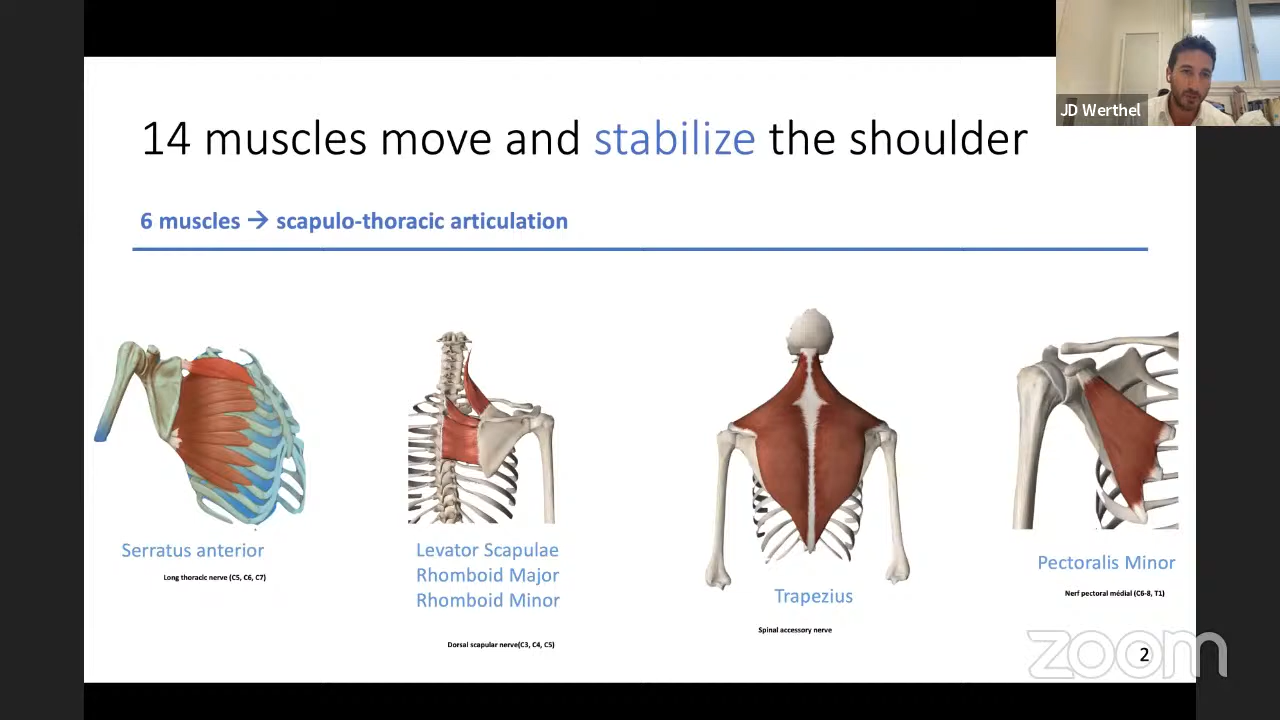 JD Werthel
14 muscles move and stabilize the shoulder
6 muscles → scapulo-thoracic articulation
Serratus anterior
Long thoracic nerve (C5, C6, C7)
Levator Scapulae
Rhomboid Major
Rhomboid Minor
Dorsal scapular nerve(C3, C4, C5)
Trapezius
Spinal accessory nerve
Pectoralis Minor
Nerf pectoral médial (C6-8, T1)
zoom
2